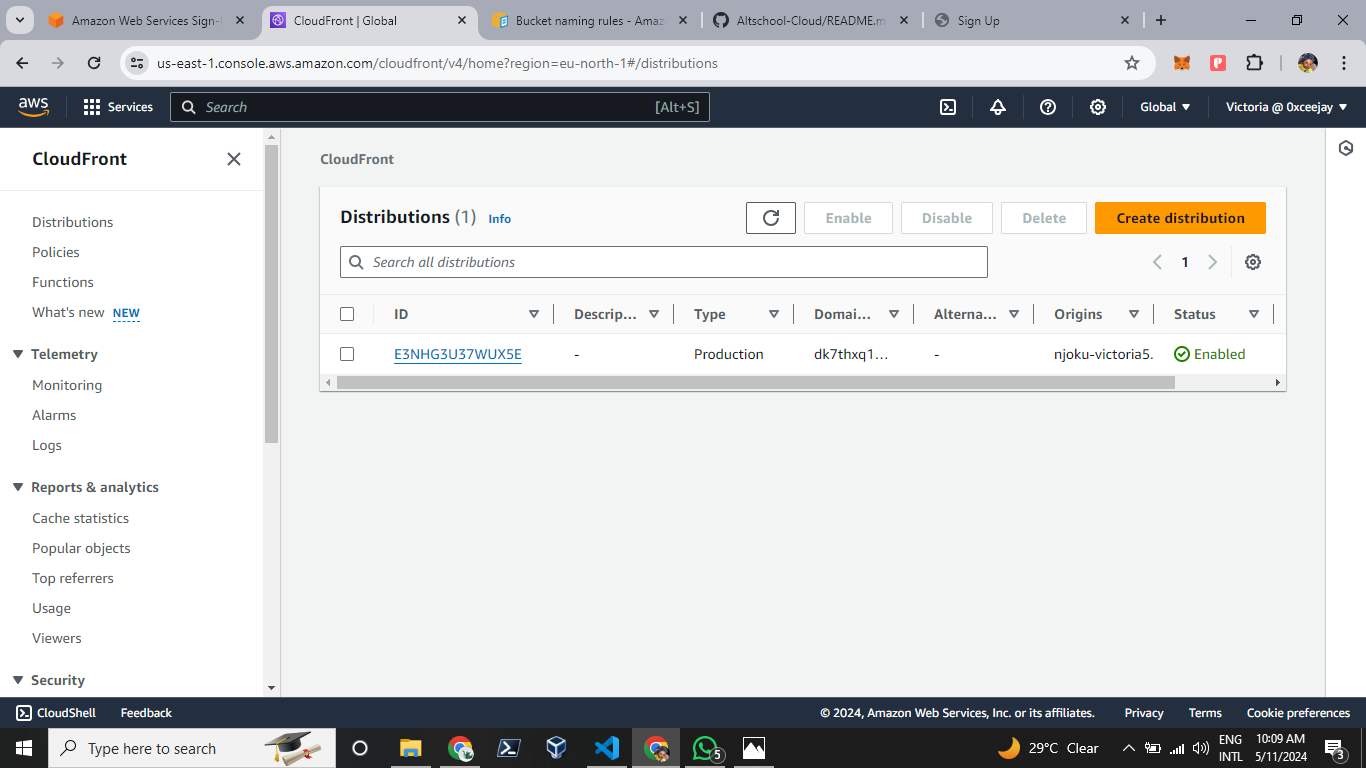 Amazon Web Services Sign-I
CloudFront | Global
Bucket naming rules - Amaz
Altschool-Cloud/README.m
Sign Up
us-east-1.console.aws.amazon.com/cloudfront/v4/home?region=eu-north-1#/distributions
aws
Services
Search
[Alt+S]
Global
Victoria @ 0xceejay
CloudFront
Distributions
Policies
Functions
What's new NEW
Telemetry
Monitoring
Alarms
Logs
Reports & analytics
Cache statistics
Popular objects
Top referrers
Usage
Viewers
Security
CloudFront
Distributions (1) Info
Enable
Disable
Delete
Create distribution
Search all distributions
1
ID Descrip... Type Domai... Alterna... Origins Status
E3NHG3U37WUX5E - Production dk7thxq1... - njoku-victoria5. Enabled
CloudShell Feedback
© 2024, Amazon Web Services, Inc. or its affiliates. Privacy Terms Cookie preferences
Type here to search
5
29°C Clear
ENG
INTL
10:09 AM
5/11/2024
3